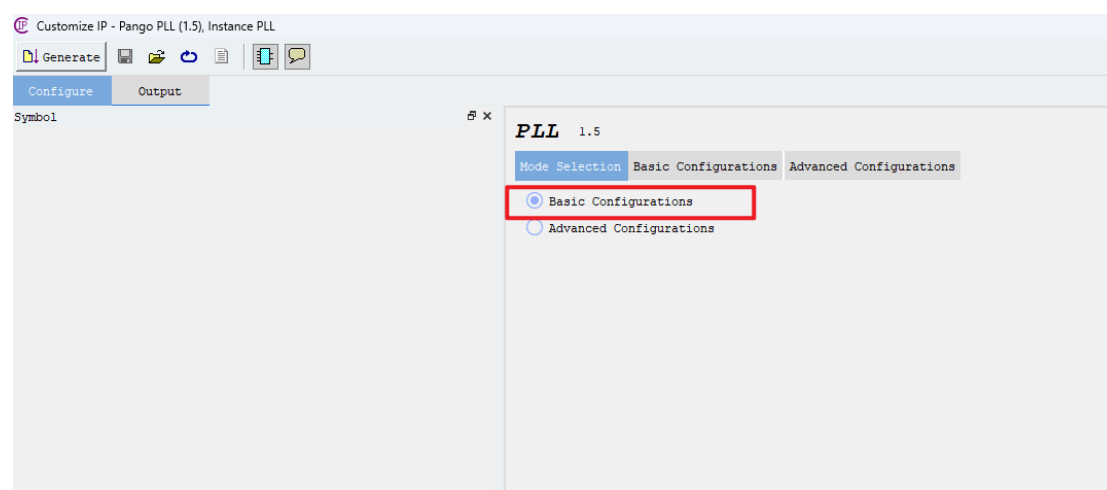 IP Customize IP - Pango PLL (1.5), Instance PLL
Generate
Configure Output
Symbol
PLL 1.5
Mode Selection Basic Configurations Advanced Configurations
Basic Configurations
Advanced Configurations